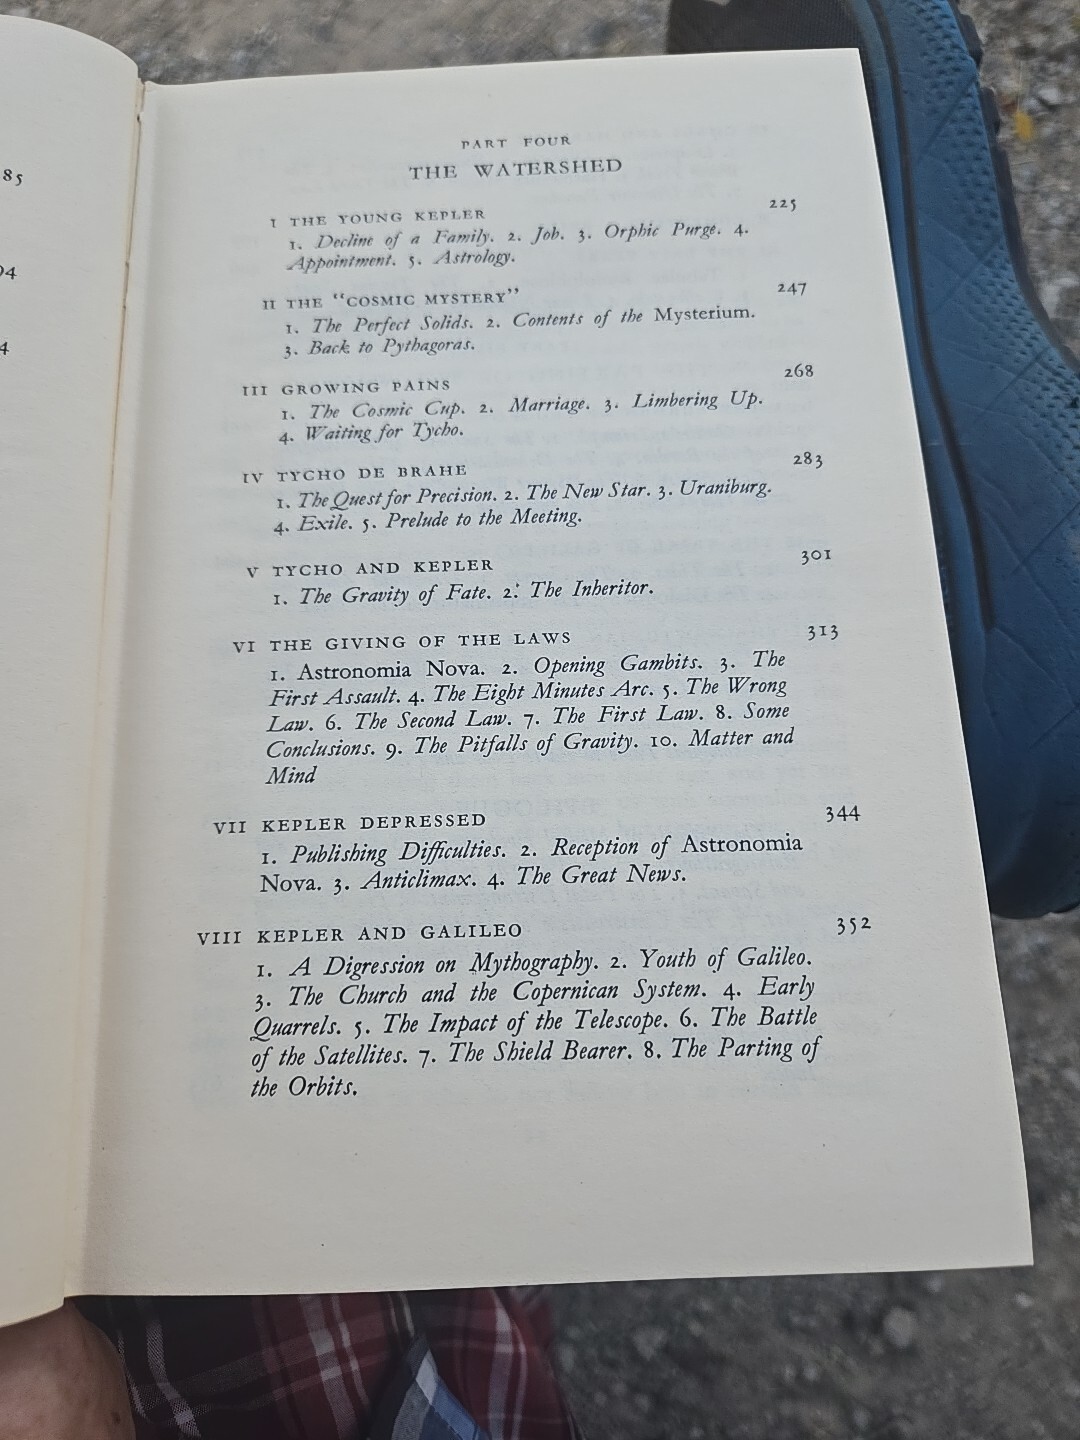 85
94
4
PART FOUR
THE WATERSHED
I THE YOUNG KEPLER 225
1. Decline of a Family. 2. Job. 3. Orphic Purge. 4.
Appointment. 5. Astrology.
II THE "COSMIC MYSTERY" 247
1. The Perfect Solids. 2. Contents of the Mysterium.
3. Back to Pythagoras.
III GROWING PAINS 268
1. The Cosmic Cup. 2. Marriage. 3. Limbering Up.
4. Waiting for Tycho.
IV TYCHO DE BRAHE 283
1. The Quest for Precision. 2. The New Star. 3. Uraniburg.
4. Exile. 5. Prelude to the Meeting.
V TYCHO AND KEPLER 301
1. The Gravity of Fate. 2. The Inheritor.
VI THE GIVING OF THE LAWS 313
1. Astronomia Nova. 2. Opening Gambits. 3. The
First Assault. 4. The Eight Minutes Arc. 5. The Wrong
Law. 6. The Second Law. 7. The First Law. 8. Some
Conclusions. 9. The Pitfalls of Gravity. 10. Matter and
Mind
VII KEPLER DEPRESSED 344
1. Publishing Difficulties. 2. Reception of Astronomia
Nova. 3. Anticlimax. 4. The Great News.
VIII KEPLER AND GALILEO 352
1. A Digression on Mythography. 2. Youth of Galileo.
3. The Church and the Copernican System. 4. Early
Quarrels. 5. The Impact of the Telescope. 6. The Battle
of the Satellites. 7. The Shield Bearer. 8. The Parting of
the Orbits.